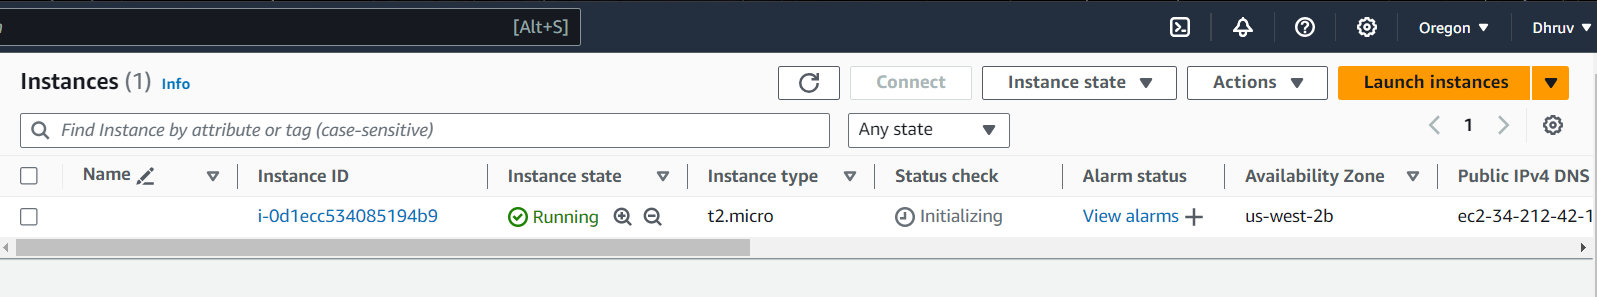 [Alt+S] Oregon Dhruv
Instances (1) Info Connect Instance state Actions Launch instances
Find Instance by attribute or tag (case-sensitive) Any state 1
Name Instance ID Instance state Instance type Status check Alarm status Availability Zone Public IPv4 DNS
i-0d1ecc534085194b9 Running t2.micro Initializing View alarms us-west-2b ec2-34-212-42-1